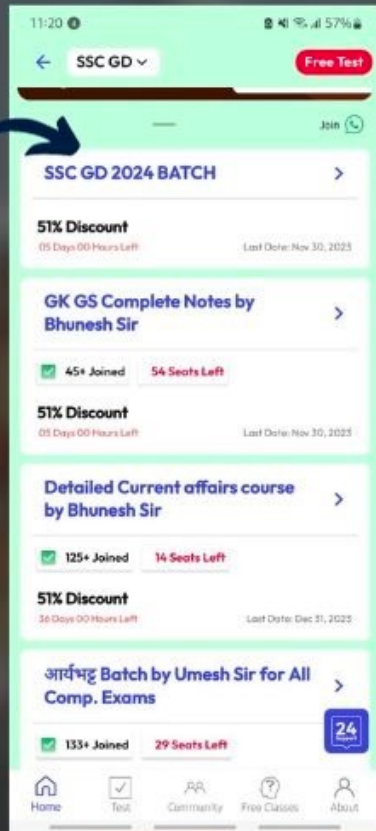 11:20
57%
SSC GD
Free Test
Join
SSC GD 2024 BATCH
51% Discount
05 Days 00 Hours Left
Last Date: Nov 30, 2023
GK GS Complete Notes by
Bhunesh Sir
45+ Joined
54 Seats Left
51% Discount
05 Days 00 Hours Left
Last Date: Nov 30, 2023
Detailed Current affairs course
by Bhunesh Sir
125+ Joined
14 Seats Left
51% Discount
36 Days 00 Hours Left
Last Date: Dec 31, 2023
आर्यभट्ट Batch by Umesh Sir for All
Comp. Exams
133+ Joined
29 Seats Left
24
Support
Home
Test
Community
Free Classes
About